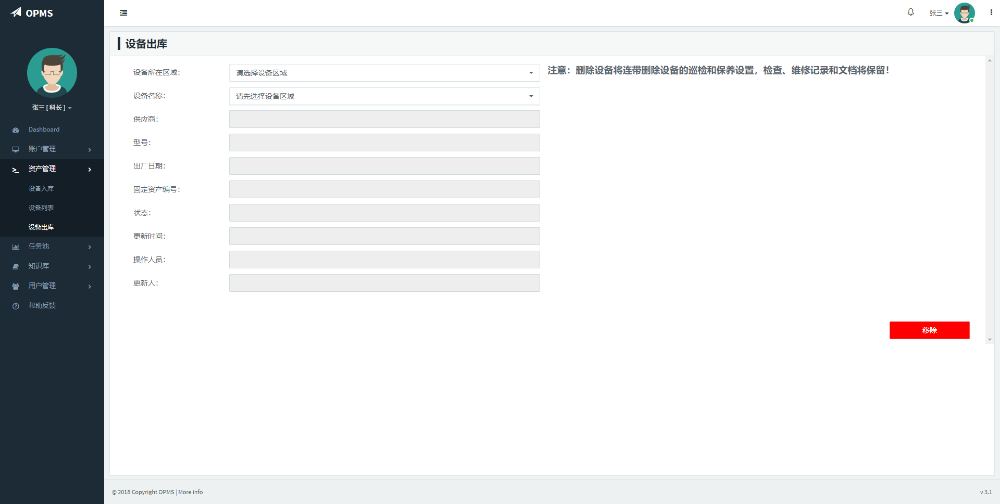 OPMS
张三
张三 [ 科长 ]
Dashboard
账户管理
资产管理
设备入库
设备列表
设备出库
任务池
知识库
用户管理
帮助反馈
设备出库
设备所在区域：
请选择设备区域
注意：删除设备将连带删除设备的巡检和保养设置，检查、维修记录和文档将保留！
设备名称：
请先选择设备区域
供应商：
型号：
出厂日期：
固定资产编号：
状态：
更新时间：
操作人员：
更新人：
移除
© 2018 Copyright OPMS | More info
v 3.1